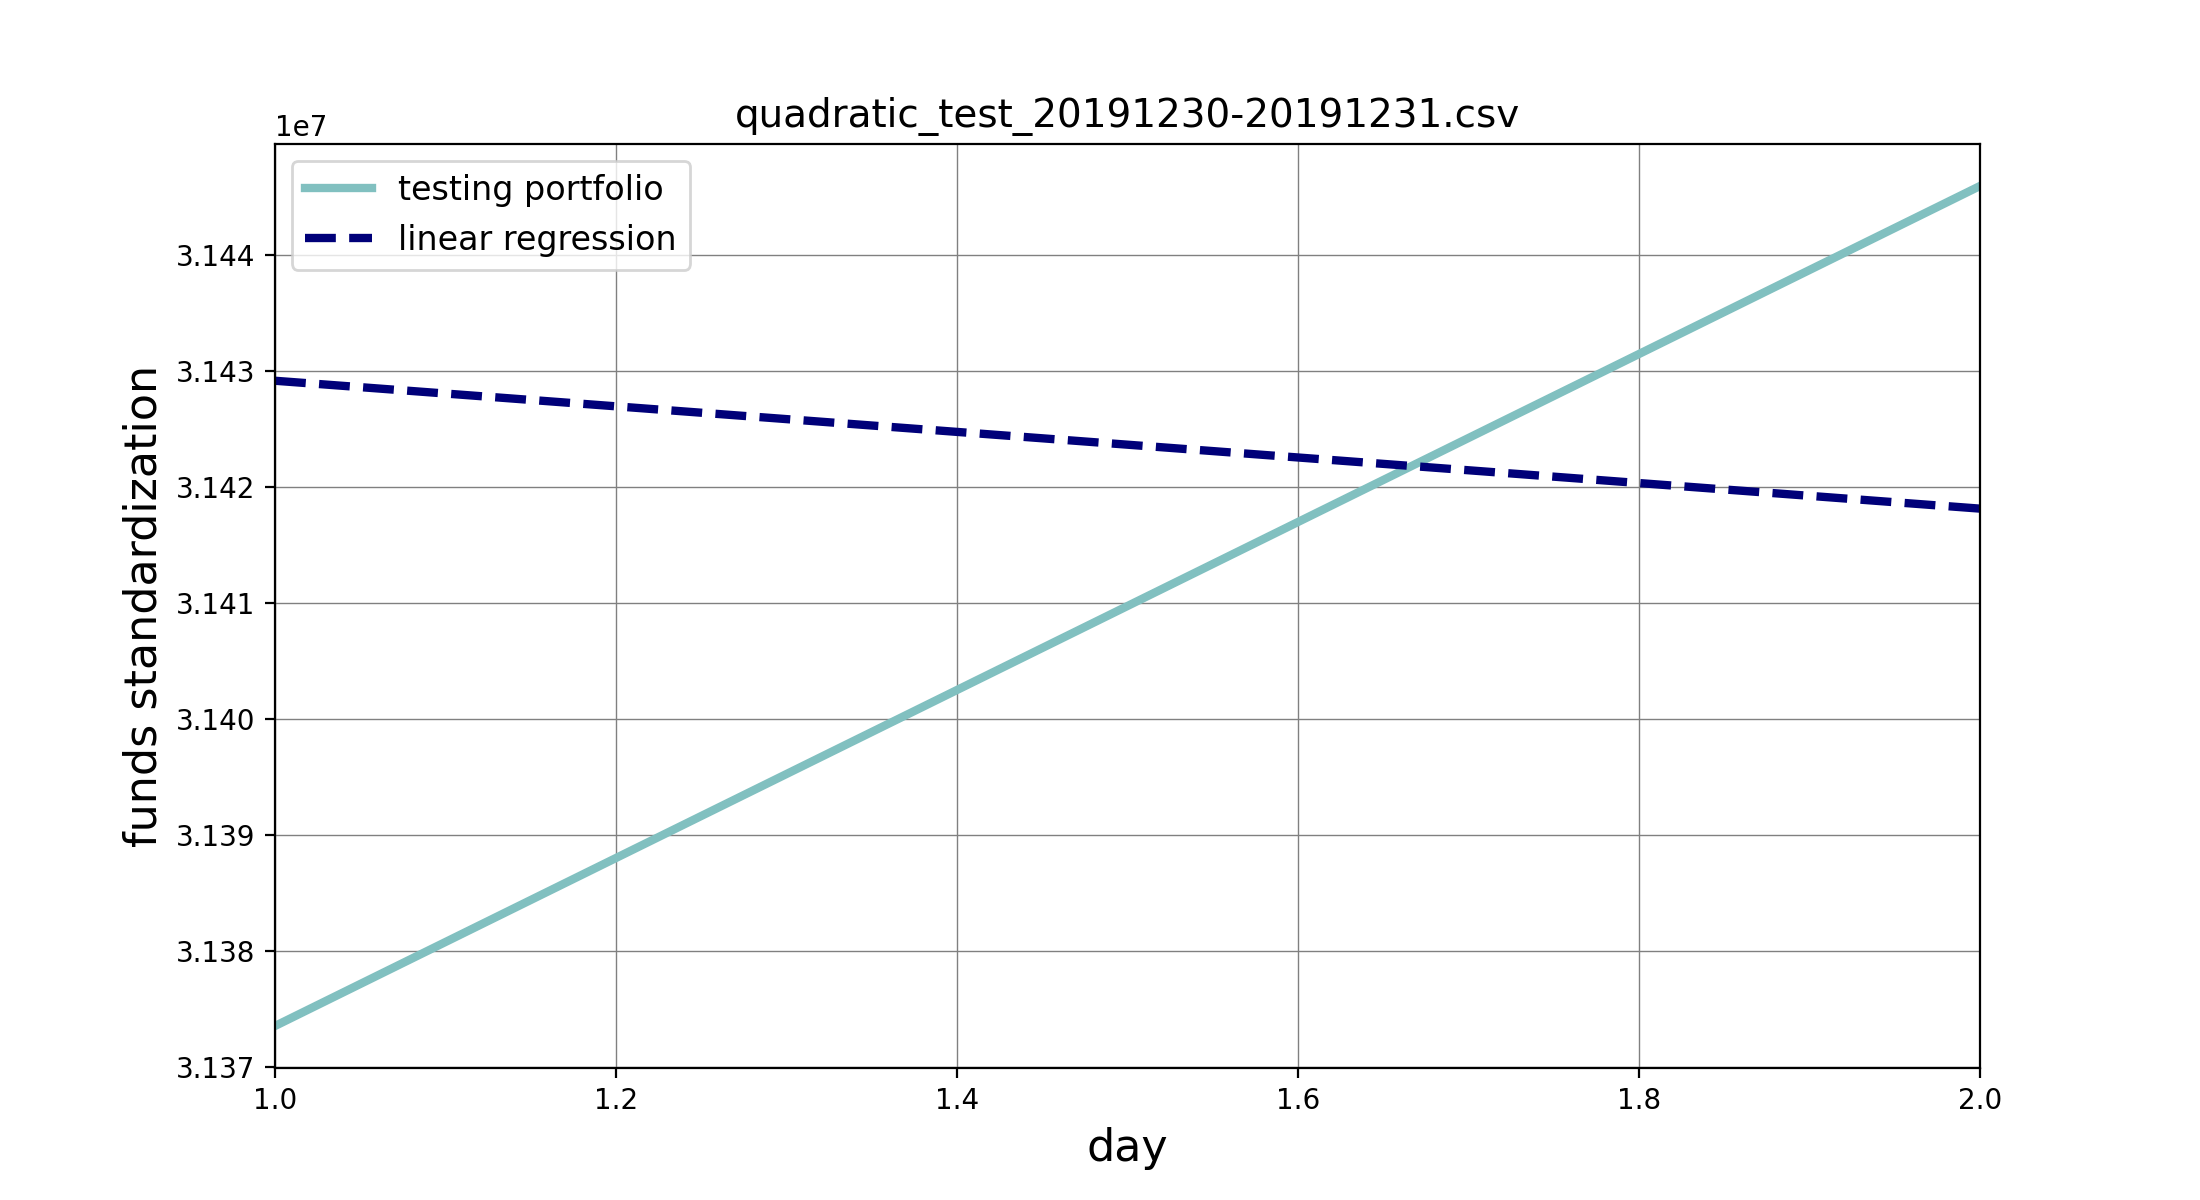 quadratic_test_20191230-20191231.csv
1e7
testing portfolio
linear regression
3.144
3.143
3.142
3.141
3.140
3.139
3.138
3.137
funds standardization
1.0 1.2 1.4 1.6 1.8 2.0
day